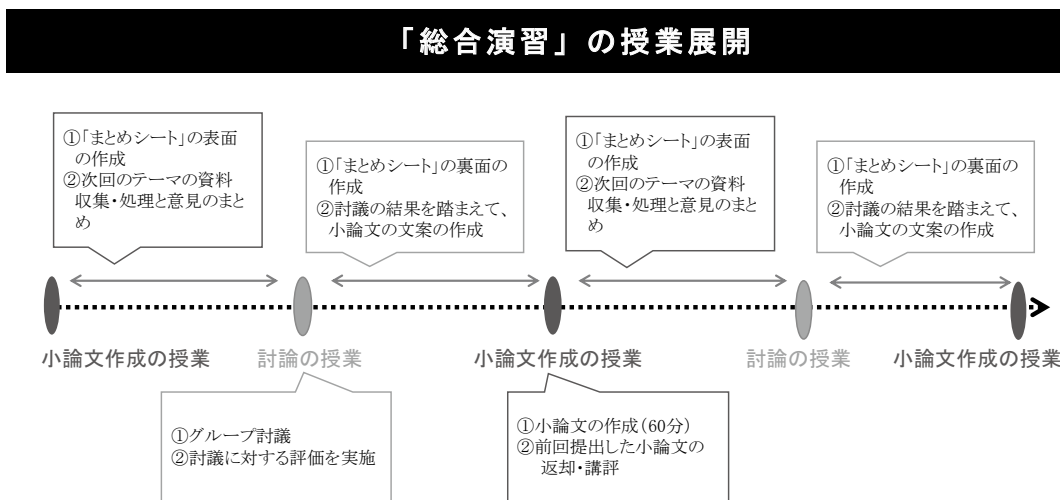 「総合演習」の授業展開
①「まとめシート」の表面
の作成
②次回のテーマの資料
収集・処理と意見のまと
め
①「まとめシート」の裏面の
作成
②討議の結果を踏まえて、
小論文の文案の作成
①「まとめシート」の表面
の作成
②次回のテーマの資料
収集・処理と意見のまと
め
①「まとめシート」の裏面の
作成
②討議の結果を踏まえて、
小論文の文案の作成
小論文作成の授業
討論の授業
小論文作成の授業
討論の授業
小論文作成の授業
①グループ討議
②討議に対する評価を実施
①小論文の作成(60分)
②前回提出した小論文の
返却・講評